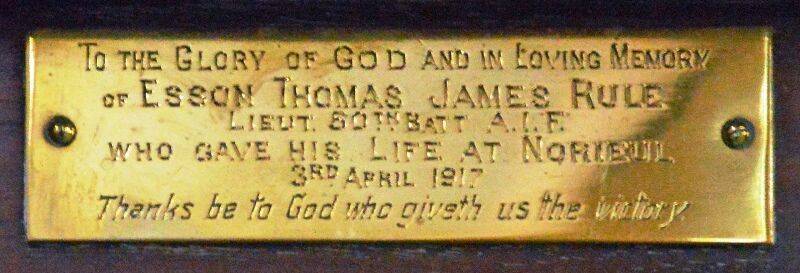 TO THE GLORY OF GOD AND IN LOVING MEMORY
OF ESSON THOMAS JAMES RULE
LIEUT. 50TH BATT A.I.F.
WHO GAVE HIS LIFE AT NOREUIL
3RD APRIL 1917
Thanks be to God who giveth us the victory